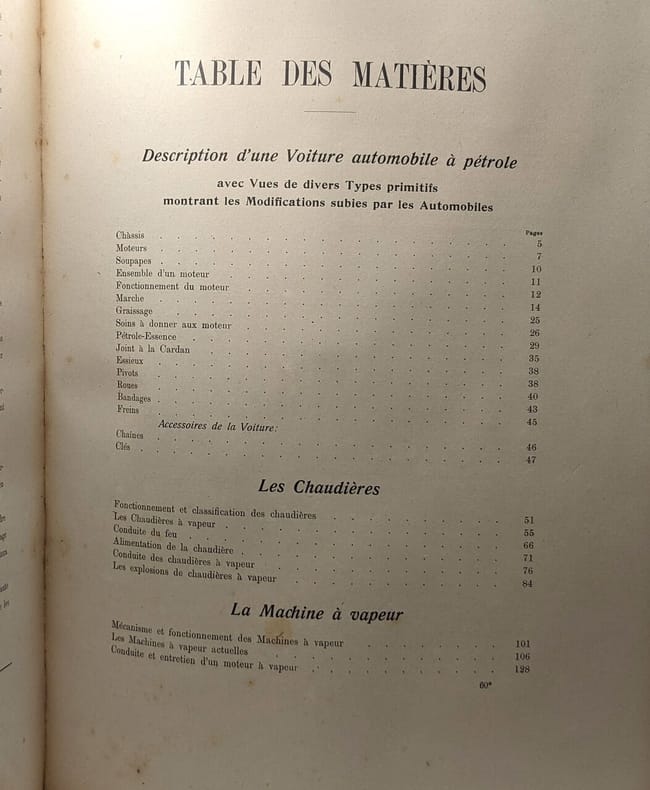 TABLE DES MATIÈRES
Description d'une Voiture automobile à pétrole
avec Vues de divers Types primitifs
montrant les Modifications subies par les Automobiles
Pages
Châssis 5
Moteurs 7
Soupapes 10
Ensemble d'un moteur 11
Fonctionnement du moteur 12
Marche 14
Graissage 25
Soins à donner aux moteur 26
Pétrole-Essence 29
Joint à la Cardan 35
Essieux 38
Pivots 38
Roues 40
Bandages 43
Freins 45
Accessoires de la Voiture:
Chaines 46
Clés 47
Les Chaudières
Fonctionnement et classification des chaudières 51
Les Chaudières à vapeur 55
Conduite du feu 66
Alimentation de la chaudière 71
Conduite des chaudières à vapeur 76
Les explosions de chaudières à vapeur 84
La Machine à vapeur
Mécanisme et fonctionnement des Machines à vapeur 101
Les Machines à vapeur actuelles 106
Conduite et entretien d'un moteur à vapeur 128
60*